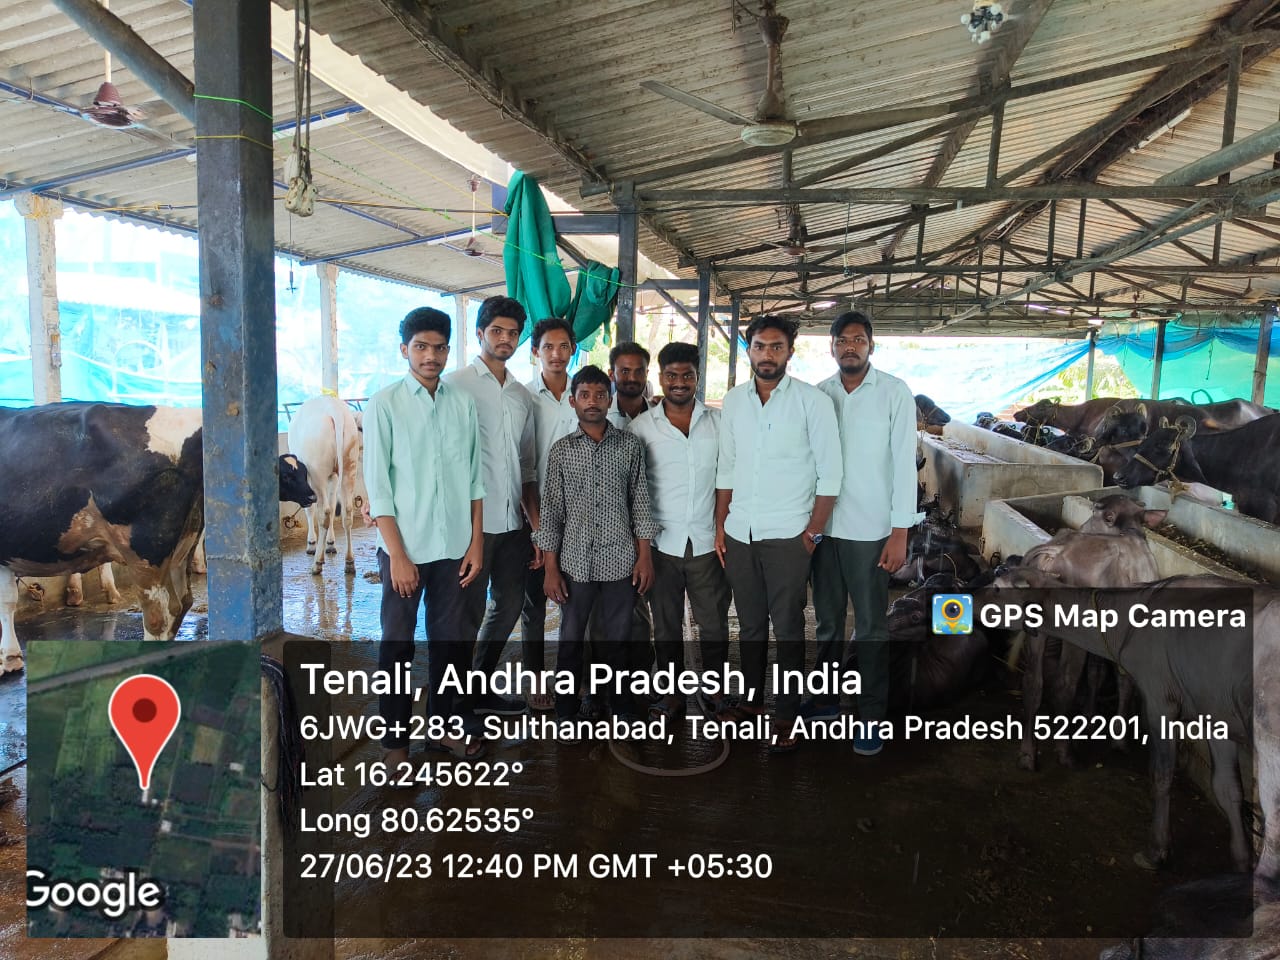 GPS Map Camera
Tenali, Andhra Pradesh, India
6JWG+283, Sulthanabad, Tenali, Andhra Pradesh 522201, India
Lat 16.245622°
Long 80.62535°
27/06/23 12:40 PM GMT +05:30
Google